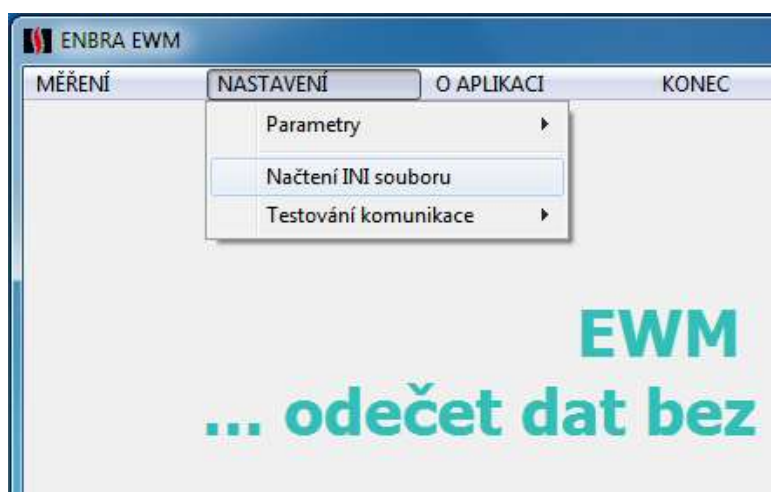 ENBRA EWM
MĚŘENÍ NASTAVENÍ O APLIKACI KONEC
Parametry
Načtení INI souboru
Testování komunikace
EWM
... odečet dat bez